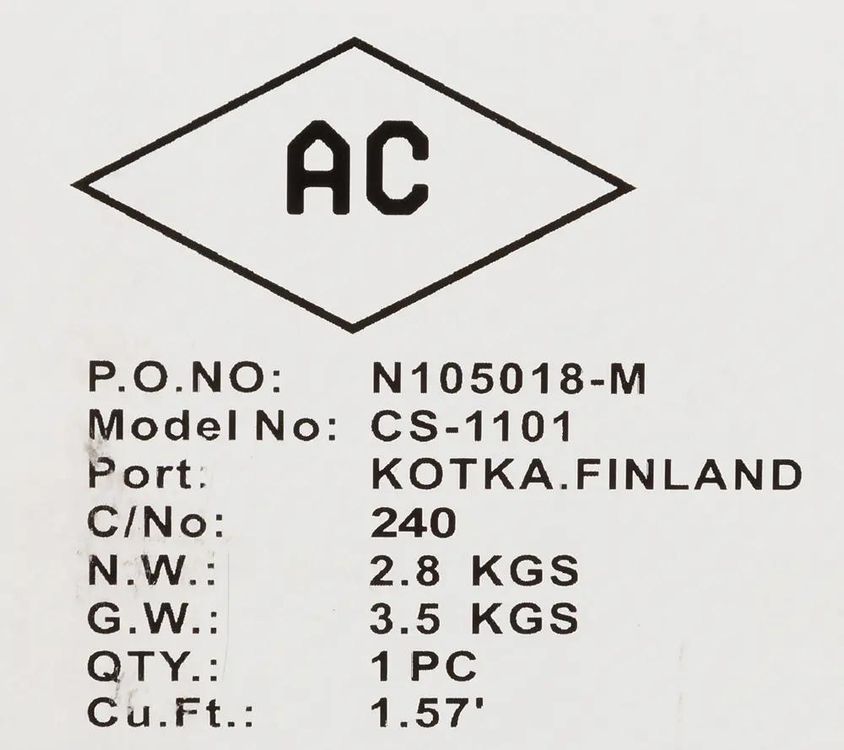 AC
P.O.NO: N105018-M
Model No: CS-1101
Port: KOTKA.FINLAND
C/No: 240
N.W.: 2.8 KGS
G.W.: 3.5 KGS
QTY.: 1 PC
Cu.Ft.: 1.57'